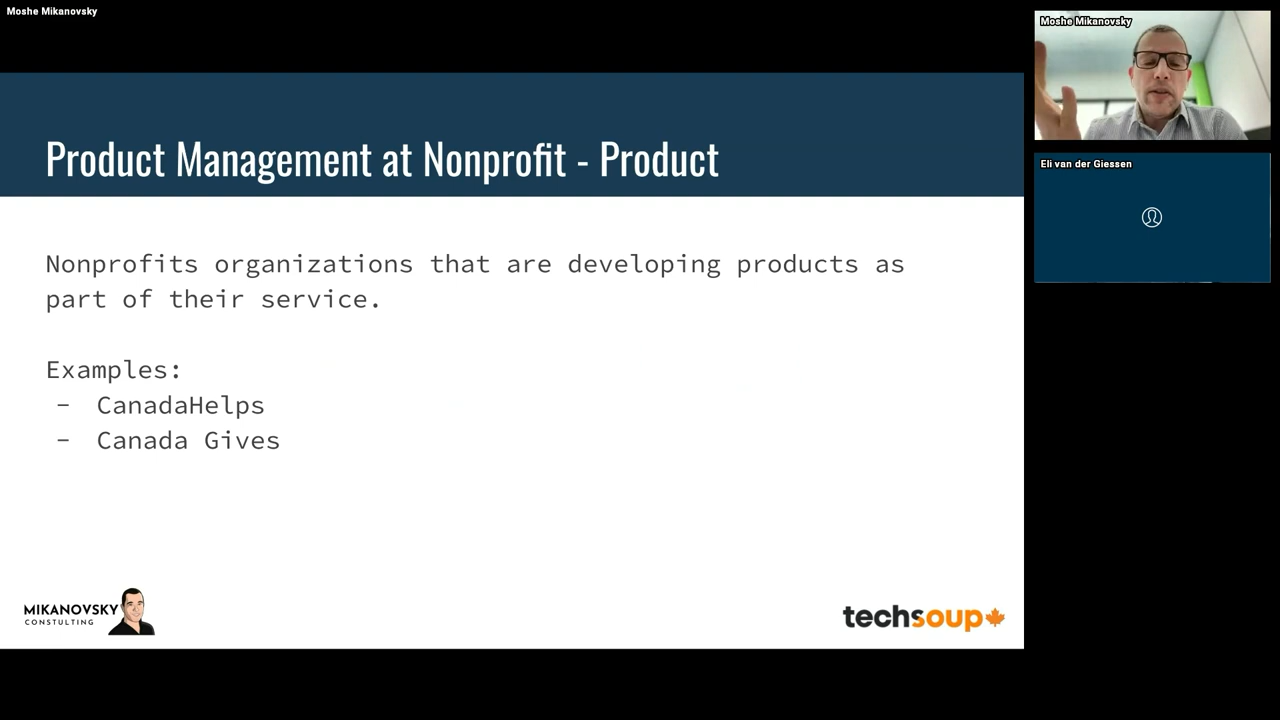 Moshe Mikanovsky
Moshe Mikanovsky
Eli van der Giessen
Product Management at Nonprofit - Product
Nonprofits organizations that are developing products as
part of their service.
Examples:
- CanadaHelps
- Canada Gives
MIKANOVSKY
CONSTULTING
techsoup